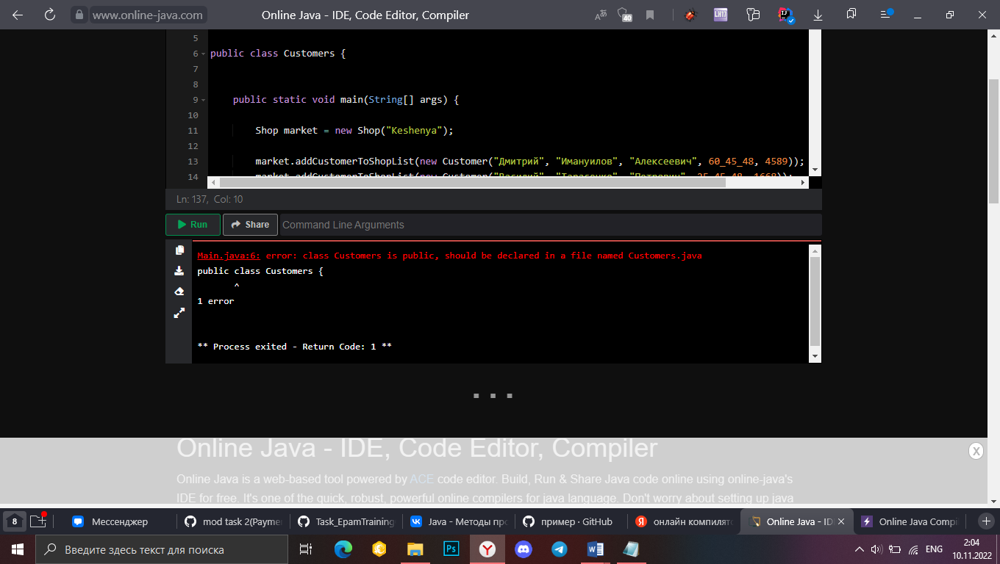 www.online-java.com
Online Java - IDE, Code Editor, Compiler
40
LH17
5
6 public class Customers {
7
8
9 public static void main(String[] args) {
10
11 Shop market = new Shop("Keshenya");
12
13 market.addCustomerToShopList(new Customer("Дмитрий", "Имануилов", "Алексеевич", 60_45_48, 4589));
14 market.addCustomerToShopList(new Customer("Василий", "Тарасенко", "Петрович", 25_45_48, 1668));
Ln: 137, Col: 10
Run
Share
Command Line Arguments
Main.java:6: error: class Customers is public, should be declared in a file named Customers.java
public class Customers {
^
1 error
** Process exited - Return Code: 1 **
Online Java - IDE, Code Editor, Compiler
X
Online Java is a web-based tool powered by ACE code editor. Build, Run & Share Java code online using online-java's
IDE for free. It's one of the quick, robust, powerful online compilers for java language. Don't worry about setting up java
8
Мессенджер
mod task 2(Payme
Task_EpamTraining
Java - Методы пр
пример · GitHub
онлайн компилято
Online Java - ID
Online Java Compi
Введите здесь текст для поиска
Ps
ENG
2:04
10.11.2022